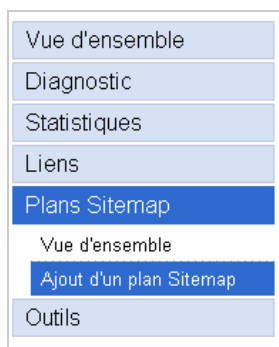 Vue d'ensemble
Diagnostic
Statistiques
Liens
Plans Sitemap
Vue d'ensemble
Ajout d'un plan Sitemap
Outils